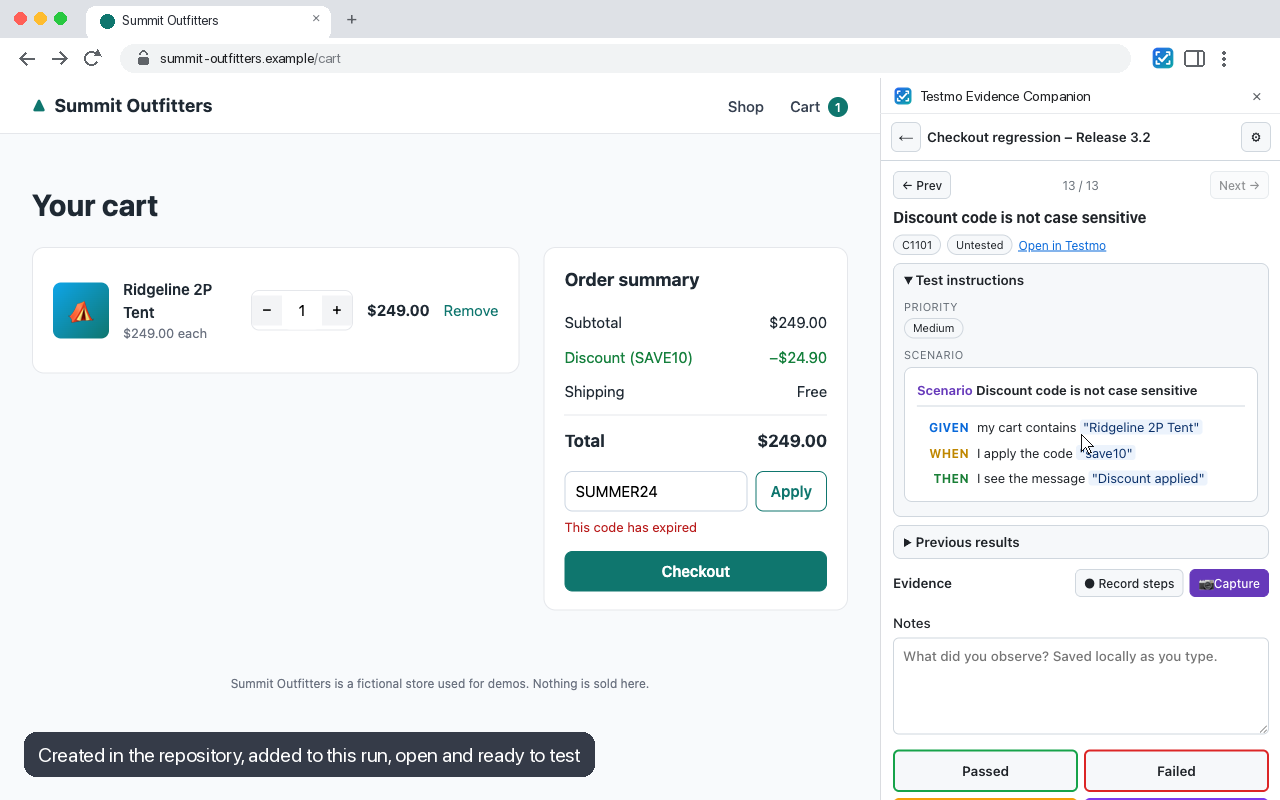 Summit Outfitters
summit-outfitters.example/cart
Summit Outfitters
Shop
Cart 1
Your cart
Ridgeline 2P
Tent
$249.00 each
− 1 + $249.00 Remove
Order summary
Subtotal $249.00
Discount (SAVE10) −$24.90
Shipping Free
Total $249.00
SUMMER24 Apply
This code has expired
Checkout
Summit Outfitters is a fictional store used for demos. Nothing is sold here.
Created in the repository, added to this run, open and ready to test
Testmo Evidence Companion
Checkout regression – Release 3.2
← Prev 13 / 13 Next →
Discount code is not case sensitive
C1101 Untested Open in Testmo
▼ Test instructions
PRIORITY
Medium
SCENARIO
Scenario Discount code is not case sensitive
GIVEN my cart contains "Ridgeline 2P Tent"
WHEN I apply the code "save10"
THEN I see the message "Discount applied"
▶ Previous results
Evidence ● Record steps 📷Capture
Notes
What did you observe? Saved locally as you type.
Passed Failed